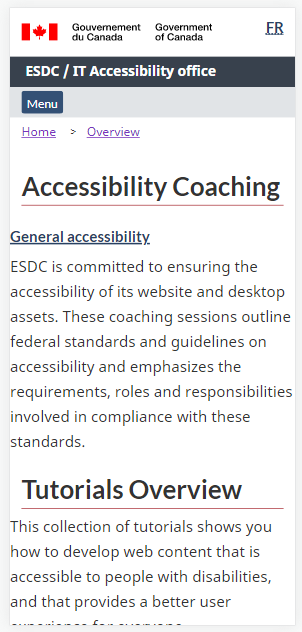 Gouvernement du Canada
Government of Canada
FR
ESDC / IT Accessibility office
Menu
Home > Overview
Accessibility Coaching
General accessibility
ESDC is committed to ensuring the
accessibility of its website and desktop
assets. These coaching sessions outline
federal standards and guidelines on
accessibility and emphasizes the
requirements, roles and responsibilities
involved in compliance with these
standards.
Tutorials Overview
This collection of tutorials shows you
how to develop web content that is
accessible to people with disabilities,
and that provides a better user
experience for everyone